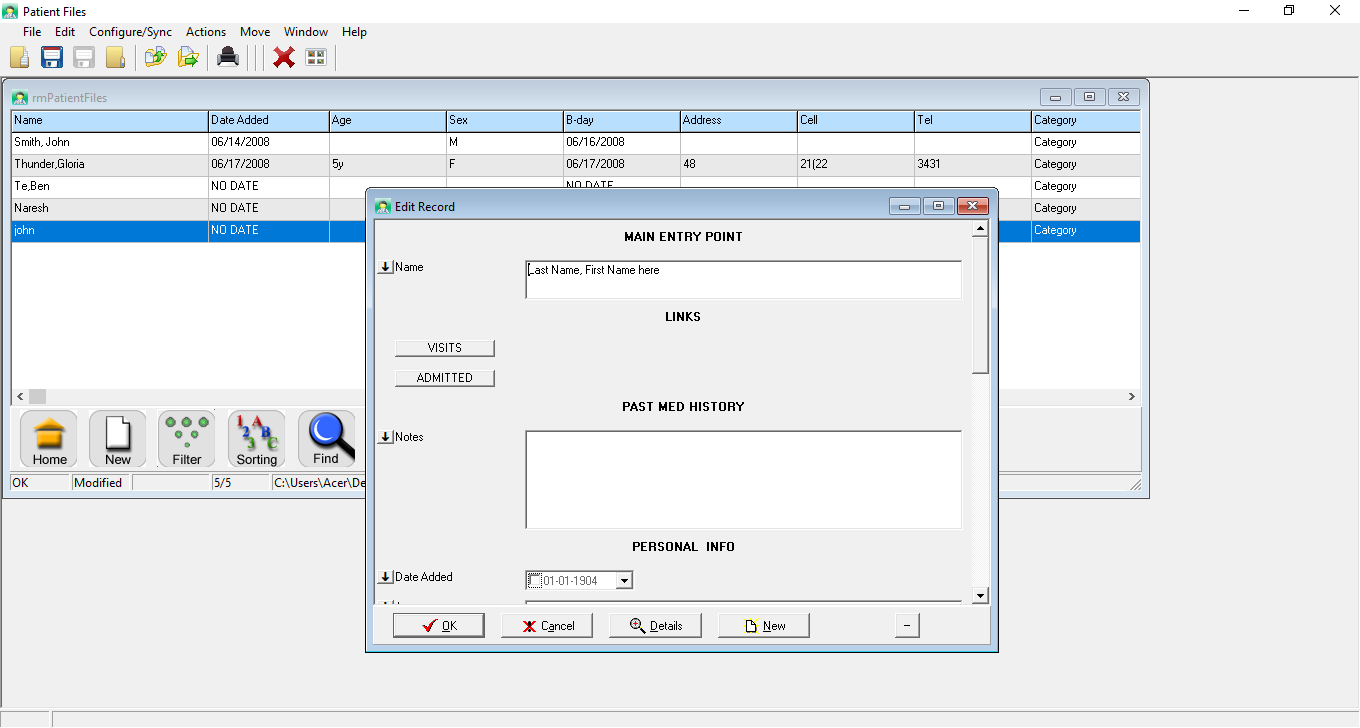 Patient Files
File Edit Configure/Sync Actions Move Window Help
rmPatientFiles
Name Date Added Age Sex B-day Address Cell Tel Category
Smith, John 06/14/2008 M 06/16/2008 Category
Thunder,Gloria 06/17/2008 5y F 06/17/2008 48 21(22 3431 Category
Te,Ben NO DATE NO DATE Category
Naresh NO DATE Category
john NO DATE Category
Home New Filter Sorting Find
OK Modified 5/5 C:\Users\Acer\De
Edit Record
MAIN ENTRY POINT
Name Last Name, First Name here
LINKS
VISITS
ADMITTED
PAST MED HISTORY
Notes
PERSONAL INFO
Date Added 01-01-1904
OK Cancel Details New -